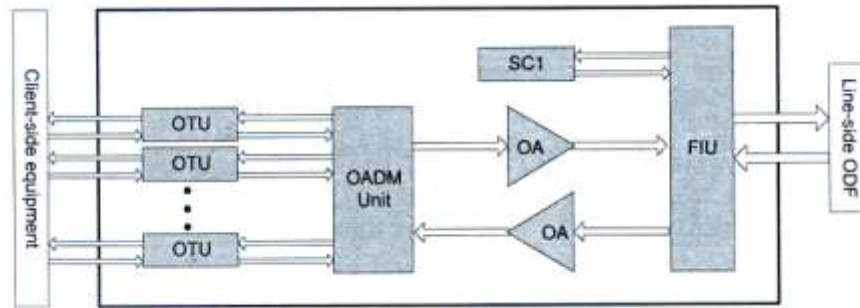 Client-side equipment
OTU
OTU
OTU
OADM
Unit
OA
OA
SC1
FIU
Line-side ODF